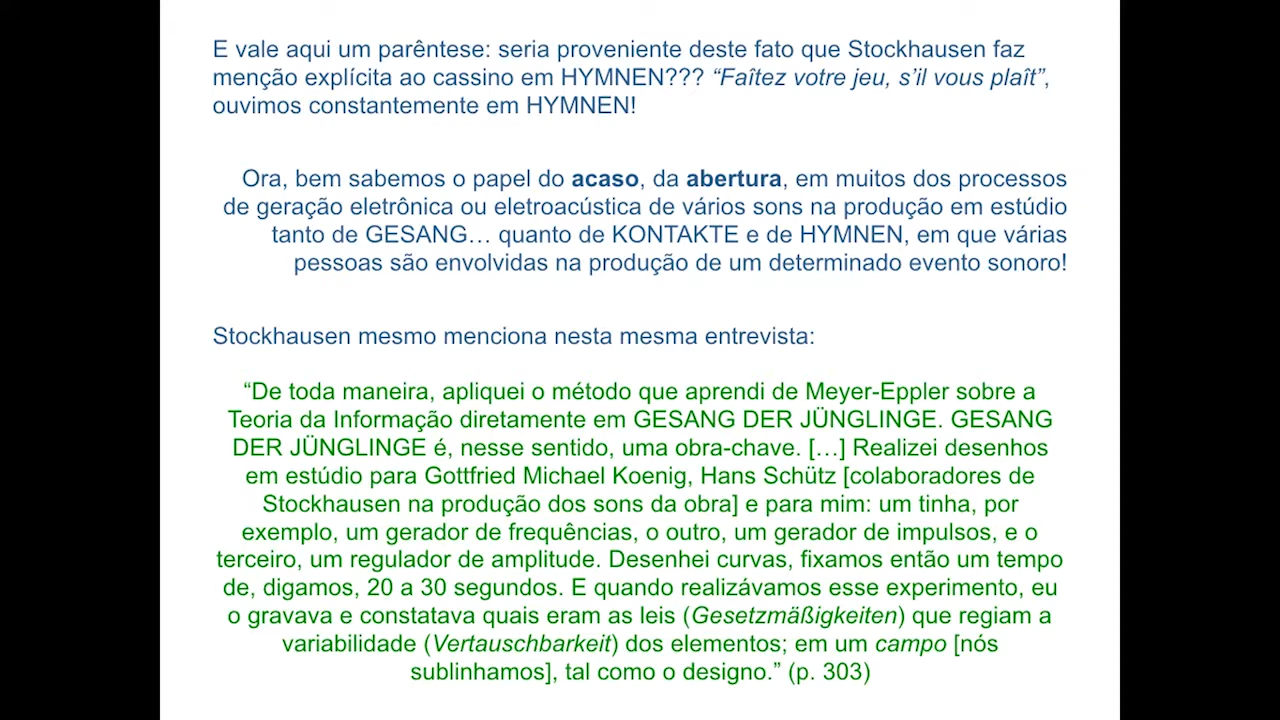 E vale aqui um parêntese: seria proveniente deste fato que Stockhausen faz
menção explícita ao cassino em HYMNEN??? “Faîtez votre jeu, s’il vous plaît”,
ouvimos constantemente em HYMNEN!
Ora, bem sabemos o papel do acaso, da abertura, em muitos dos processos
de geração eletrônica ou eletroacústica de vários sons na produção em estúdio
tanto de GESANG… quanto de KONTAKTE e de HYMNEN, em que várias
pessoas são envolvidas na produção de um determinado evento sonoro!
Stockhausen mesmo menciona nesta mesma entrevista:
“De toda maneira, apliquei o método que aprendi de Meyer-Eppler sobre a
Teoria da Informação diretamente em GESANG DER JÜNGLINGE. GESANG
DER JÜNGLINGE é, nesse sentido, uma obra-chave. […] Realizei desenhos
em estúdio para Gottfried Michael Koenig, Hans Schütz [colaboradores de
Stockhausen na produção dos sons da obra] e para mim: um tinha, por
exemplo, um gerador de frequências, o outro, um gerador de impulsos, e o
terceiro, um regulador de amplitude. Desenhei curvas, fixamos então um tempo
de, digamos, 20 a 30 segundos. E quando realizávamos esse experimento, eu
o gravava e constatava quais eram as leis (Gesetzmäßigkeiten) que regiam a
variabilidade (Vertauschbarkeit) dos elementos; em um campo [nós
sublinhamos], tal como o designo.” (p. 303)